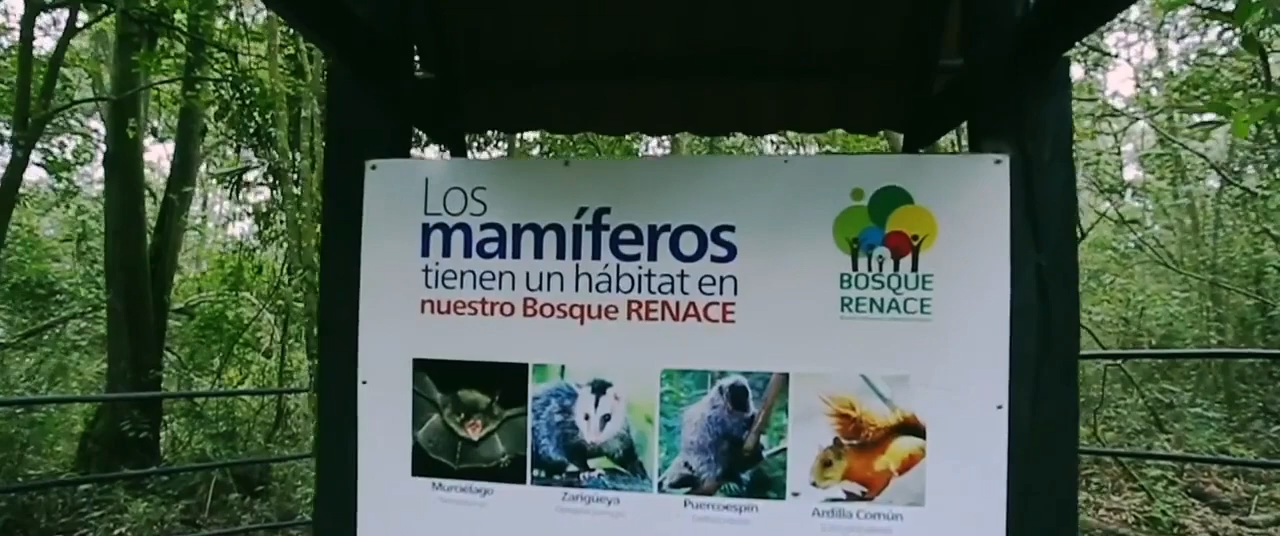 Los
mamíferos
tienen un hábitat en
nuestro Bosque RENACE
BOSQUE
RENACE
Murciélago
Zarigüeya
Puercoespín
Ardilla Común